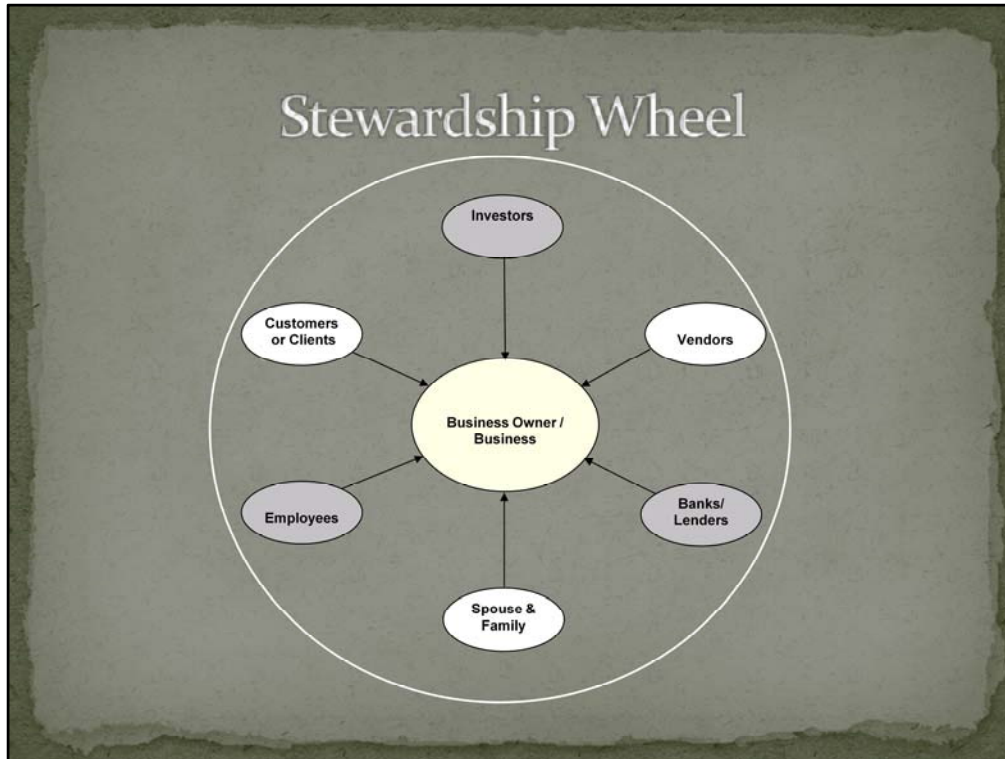 Stewardship Wheel
Investors
Customers
or Clients
Vendors
Business Owner /
Business
Employees
Banks/
Lenders
Spouse &
Family